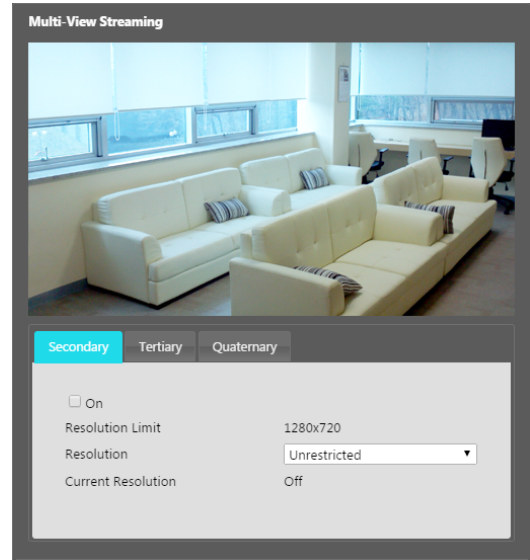 Multi-View Streaming
Secondary Tertiary Quaternary
On
Resolution Limit 1280x720
Resolution Unrestricted
Current Resolution Off